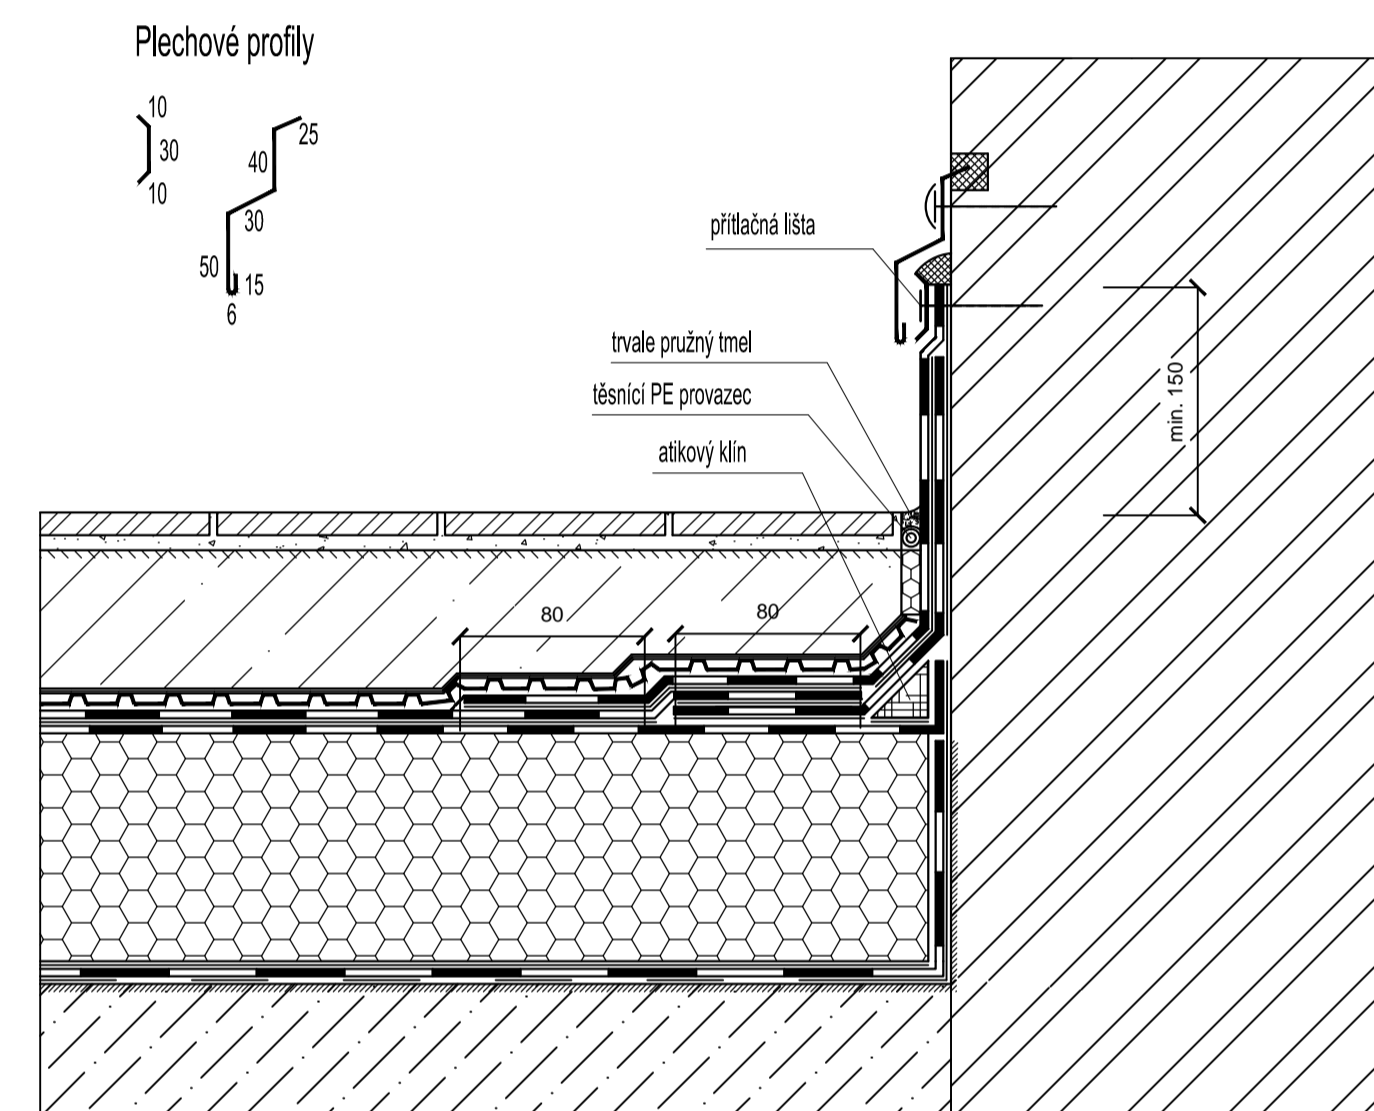 Plechové profily
10
30
10
25
40
30
50
15
6
přítlačná lišta
trvale pružný tmel
těsnící PE provazec
atikový klín
min. 150
80
80